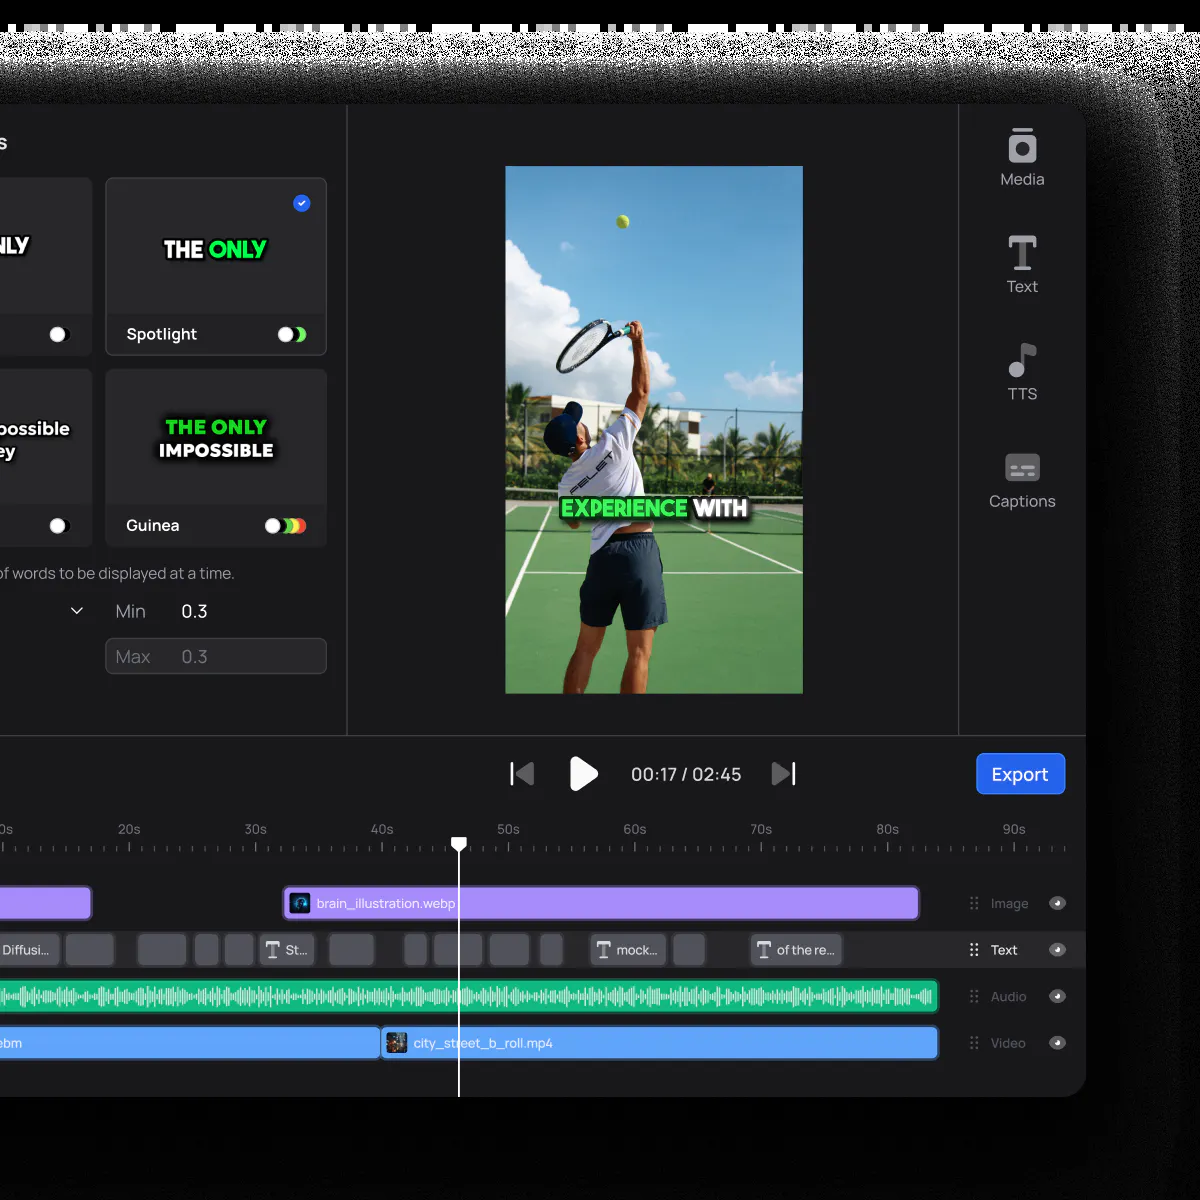 s
NLY
THE ONLY
Spotlight
possible
ey
THE ONLY
IMPOSSIBLE
Guinea
of words to be displayed at a time.
Min 0.3
Max 0.3
FELET
EXPERIENCE WITH
Media
Text
TTS
Captions
00:17 / 02:45
Export
0s 20s 30s 40s 50s 60s 70s 80s 90s
brain_illustration.webp
Image
Diffusi...
St...
mock...
of the re...
Text
Audio
ebm
city_street_b_roll.mp4
Video